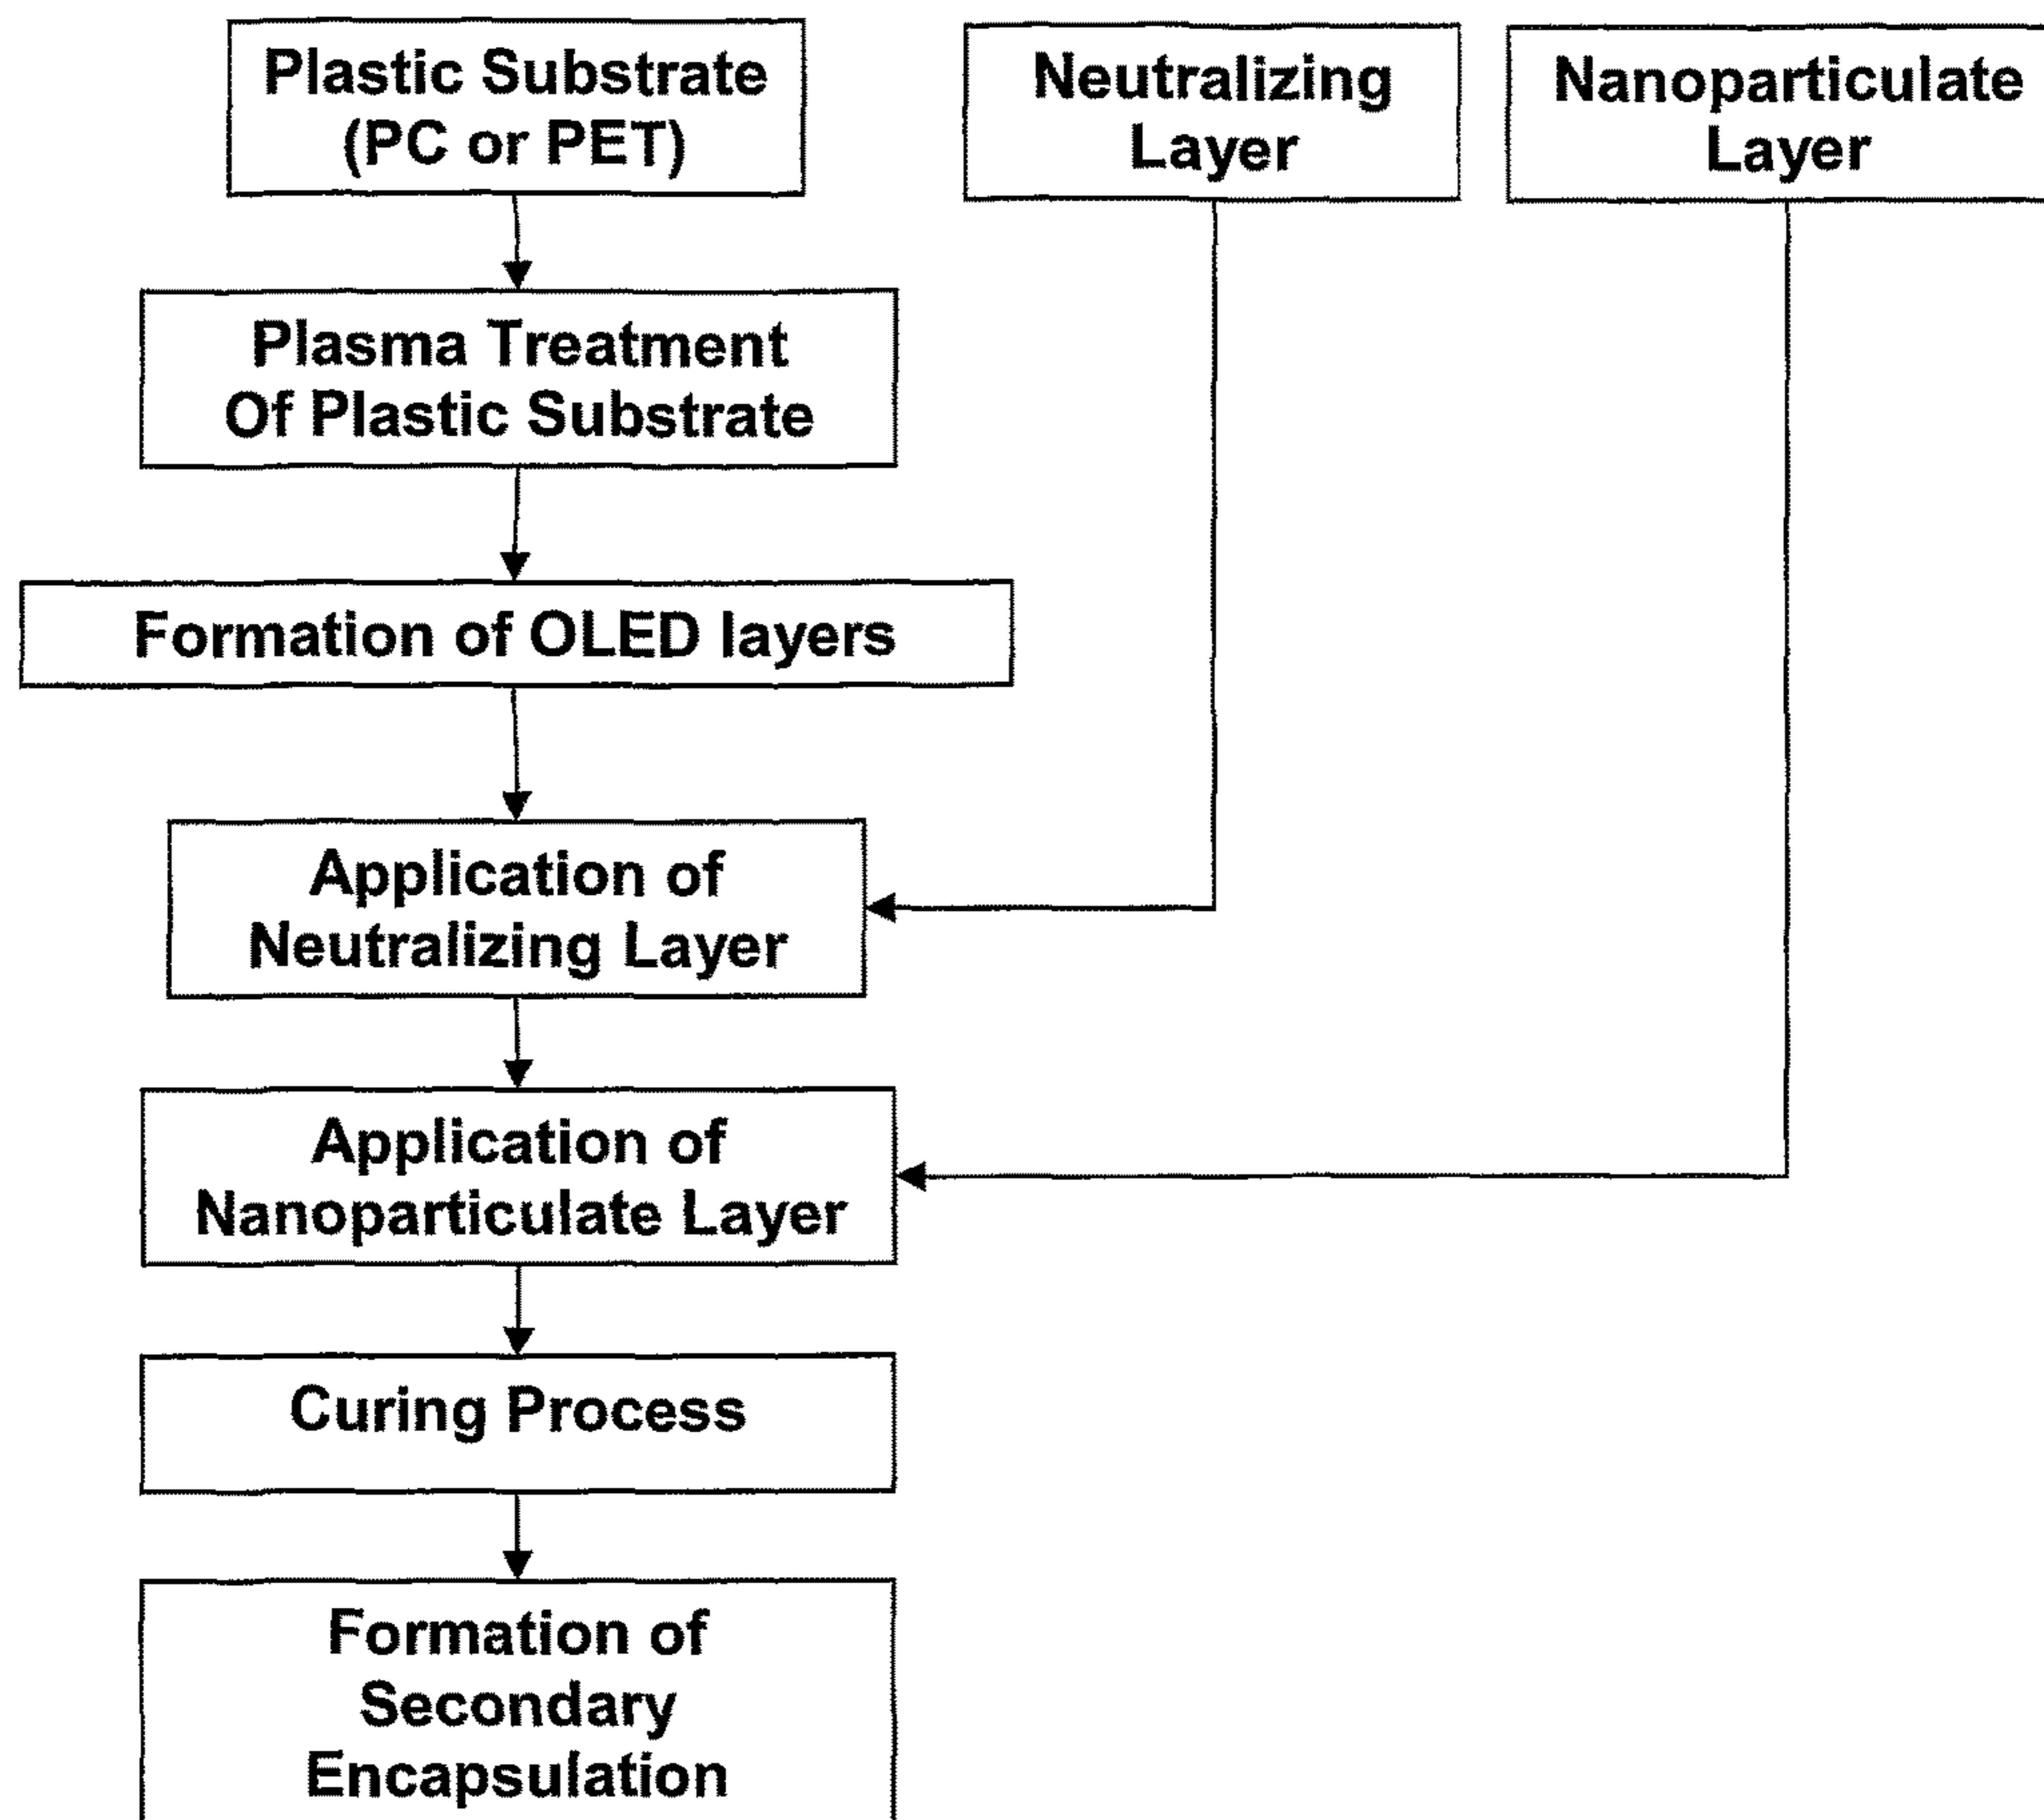 Plastic Substrate
(PC or PET)
Neutralizing
Layer
Nanoparticulate
Layer
Plasma Treatment
Of Plastic Substrate
Formation of OLED layers
Application of
Neutralizing Layer
Application of
Nanoparticulate Layer
Curing Process
Formation of
Secondary
Encapsulation